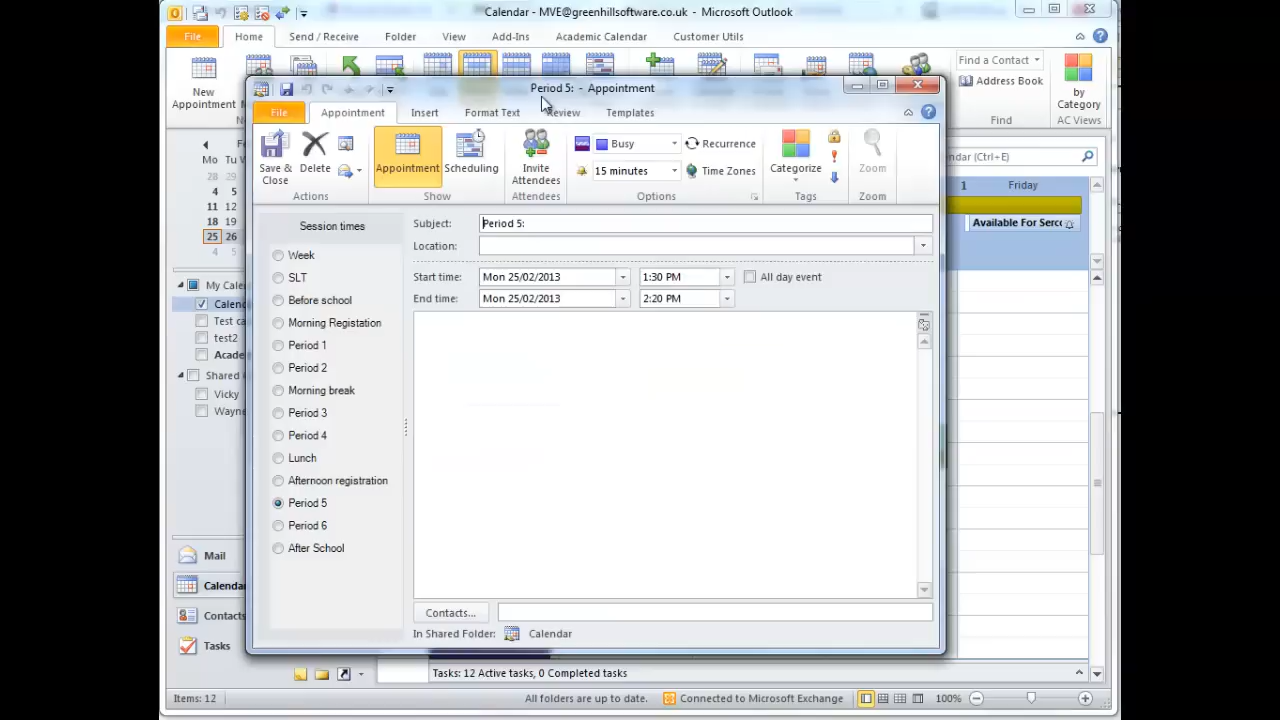 Calendar - MVE@greenhillsoftware.co.uk - Microsoft Outlook
File Home Send / Receive Folder View Add-Ins Academic Calendar Customer Utils
New Appointment
Find a Contact
Address Book
Find
by Category
AC Views
Period 5: - Appointment
File Appointment Insert Format Text Review Templates
Save & Close
Delete
Actions
Appointment
Scheduling
Show
Invite Attendees
Attendees
Busy
Recurrence
15 minutes
Time Zones
Options
Categorize
Tags
Zoom
Zoom
Mo Tu
28 29
4 5
11 12
18 19
25 26
4 5
(Ctrl+E)
1 Friday
Available For
My
Test
test2
Shared
Vicky
Session times
Week
SLT
Before school
Morning Registation
Period 1
Period 2
Morning break
Period 3
Period 4
Lunch
Afternoon registration
Period 5
Period 6
After School
Subject: Period 5:
Location:
Start time: Mon 25/02/2013 1:30 PM All day event
End time: Mon 25/02/2013 2:20 PM
Contacts...
In Shared Folder: Calendar
Mail
Calendar
Contacts
Tasks
Tasks: 12 Active tasks, 0 Completed tasks
Items: 12 All folders are up to date. Connected to Microsoft Exchange 100%